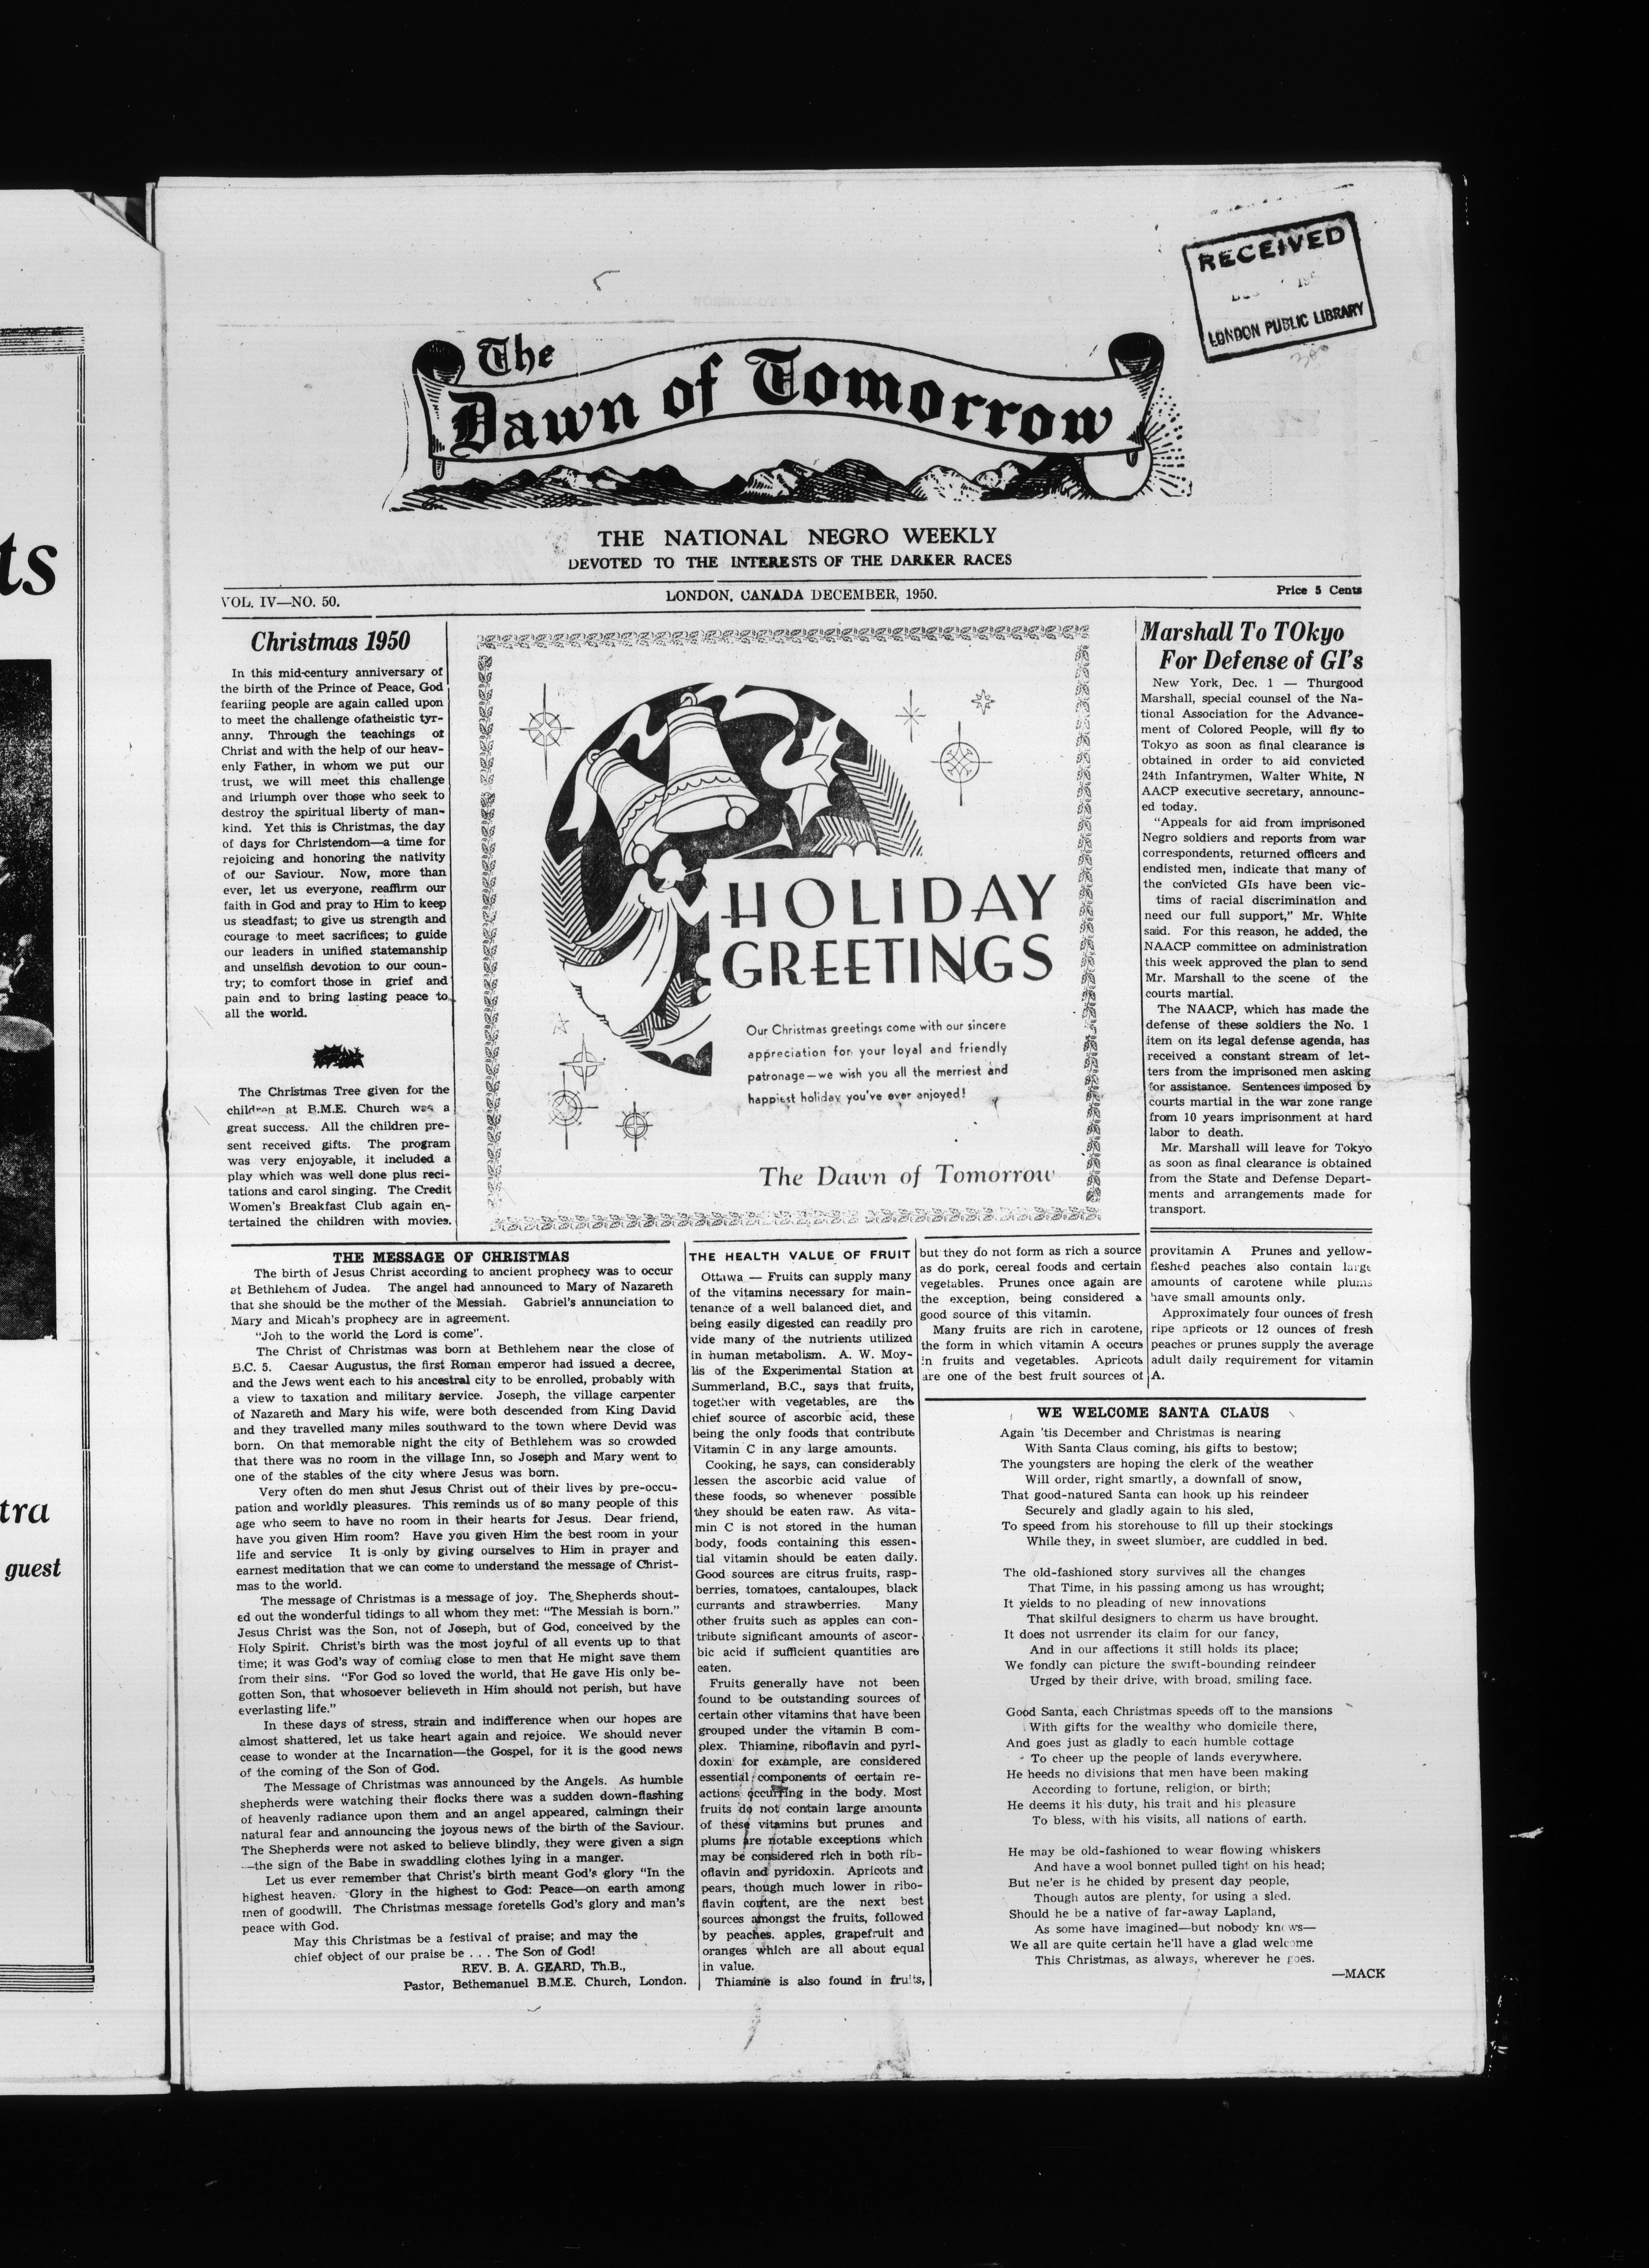 ts
tra
guest
RECEIVED
LONDON PUBLIC LIBRARY
The
Dawn of Tomorrow
THE NATIONAL NEGRO WEEKLY
DEVOTED TO THE INTERESTS OF THE DARKER RACES
VOL. IV—NO. 50.
LONDON, CANADA DECEMBER, 1950.
Price 5 Cents
Christmas 1950
In this mid-century anniversary of
the birth of the Prince of Peace, God
feariing people are again called upon
to meet the challenge ofatheistic tyr-
anny. Through the teachings of
Christ and with the help of our heav-
enly Father, in whom we put our
trust, we will meet this challenge
and triumph over those who seek to
destroy the spiritual liberty of man-
kind. Yet this is Christmas, the day
of days for Christendom—a time for
rejoicing and honoring the nativity
of our Saviour. Now, more than
ever, let us everyone, reaffirm our
faith in God and pray to Him to keep
us steadfast; to give us strength and
courage to meet sacrifices; to guide
our leaders in unified statemanship
and unselfish devotion to our coun-
try; to comfort those in grief and
pain and to bring lasting peace to
all the world.
The Christmas Tree given for the
children at B.M.E. Church was a
great success. All the children pre-
sent received gifts. The program
was very enjoyable, it included a
play which was well done plus reci-
tations and carol singing. The Credit
Women's Breakfast Club again en-
tertained the children with movies.
HOLIDAY
GREETINGS
Our Christmas greetings come with our sincere
appreciation for your loyal and friendly
patronage—we wish you all the merriest and
happiest holiday you've ever enjoyed!
The Dawn of Tomorrow
Marshall To TOkyo
For Defense of GI's
New York, Dec. 1 — Thurgood
Marshall, special counsel of the Na-
tional Association for the Advance-
ment of Colored People, will fly to
Tokyo as soon as final clearance is
obtained in order to aid convicted
24th Infantrymen, Walter White, N
AACP executive secretary, announc-
ed today.
"Appeals for aid from imprisoned
Negro soldiers and reports from war
correspondents, returned officers and
endisted men, indicate that many of
the convicted GIs have been vic-
tims of racial discrimination and
need our full support," Mr. White
said. For this reason, he added, the
NAACP committee on administration
this week approved the plan to send
Mr. Marshall to the scene of the
courts martial.
The NAACP, which has made the
defense of these soldiers the No. 1
item on its legal defense agenda, has
received a constant stream of let-
ters from the imprisoned men asking
for assistance. Sentences imposed by
courts martial in the war zone range
from 10 years imprisonment at hard
labor to death.
Mr. Marshall will leave for Tokyo
as soon as final clearance is obtained
from the State and Defense Depart-
ments and arrangements made for
transport.
THE MESSAGE OF CHRISTMAS
The birth of Jesus Christ according to ancient prophecy was to occur
at Bethlehem of Judea. The angel had announced to Mary of Nazareth
that she should be the mother of the Messiah. Gabriel's annunciation to
Mary and Micah's prophecy are in agreement.
"Joh to the world the Lord is come".
The Christ of Christmas was born at Bethlehem near the close of
B.C. 5. Caesar Augustus, the first Roman emperor had issued a decree,
and the Jews went each to his ancestral city to be enrolled, probably with
a view to taxation and military service. Joseph, the village carpenter
of Nazareth and Mary his wife, were both descended from King David
and they travelled many miles southward to the town where Devid was
born. On that memorable night the city of Bethlehem was so crowded
that there was no room in the village Inn, so Joseph and Mary went to
one of the stables of the city where Jesus was born.
Very often do men shut Jesus Christ out of their lives by pre-occu-
pation and worldly pleasures. This reminds us of so many people of this
age who seem to have no room in their hearts for Jesus. Dear friend,
have you given Him room? Have you given Him the best room in your
life and service It is only by giving ourselves to Him in prayer and
earnest meditation that we can come to understand the message of Christ-
mas to the world.
The message of Christmas is a message of joy. The Shepherds shout-
ed out the wonderful tidings to all whom they met: "The Messiah is born."
Jesus Christ was the Son, not of Joseph, but of God, conceived by the
Holy Spirit. Christ's birth was the most joyful of all events up to that
time; it was God's way of coming close to men that He might save them
from their sins. "For God so loved the world, that He gave His only be-
gotten Son, that whosoever believeth in Him should not perish, but have
everlasting life."
In these days of stress, strain and indifference when our hopes are
almost shattered, let us take heart again and rejoice. We should never
cease to wonder at the Incarnation—the Gospel, for it is the good news
of the coming of the Son of God.
The Message of Christmas was announced by the Angels. As humble
shepherds were watching their flocks there was a sudden down-flashing
of heavenly radiance upon them and an angel appeared, calmingn their
natural fear and announcing the joyous news of the birth of the Saviour.
The Shepherds were not asked to believe blindly, they were given a sign
—the sign of the Babe in swaddling clothes lying in a manger.
Let us ever remember that Christ's birth meant God's glory "In the
highest heaven. Glory in the highest to God: Peace—on earth among
men of goodwill. The Christmas message foretells God's glory and man's
peace with God.
May this Christmas be a festival of praise; and may the
chief object of our praise be . . . The Son of God!
REV. B. A. GEARD, Th.B.,
Pastor, Bethemanuel B.M.E. Church, London.
THE HEALTH VALUE OF FRUIT
Ottawa — Fruits can supply many
of the vitamins necessary for main-
tenance of a well balanced diet, and
being easily digested can readily pro
vide many of the nutrients utilized
in human metabolism. A. W. Moy-
lis of the Experimental Station at
Summerland, B.C., says that fruits,
together with vegetables, are the
chief source of ascorbic acid, these
being the only foods that contribute
Vitamin C in any large amounts.
Cooking, he says, can considerably
lessen the ascorbic acid value of
these foods, so whenever possible
they should be eaten raw. As vita-
min C is not stored in the human
body, foods containing this essen-
tial vitamin should be eaten daily.
Good sources are citrus fruits, rasp-
berries, tomatoes, cantaloupes, black
currants and strawberries. Many
other fruits such as apples can con-
tribute significant amounts of ascor-
bic acid if sufficient quantities are
eaten.
Fruits generally have not been
found to be outstanding sources of
certain other vitamins that have been
grouped under the vitamin B com-
plex. Thiamine, riboflavin and pyri-
doxin for example, are considered
essential components of certain re-
actions occurring in the body. Most
fruits do not contain large amounts
of these vitamins but prunes and
plums are notable exceptions which
may be considered rich in both rib-
oflavin and pyridoxin. Apricots and
pears, though much lower in ribo-
flavin content, are the next best
sources amongst the fruits, followed
by peaches. apples, grapefruit and
oranges which are all about equal
in value.
Thiamine is also found in fruits,
but they do not form as rich a source
as do pork, cereal foods and certain
vegetables. Prunes once again are
the exception, being considered a
good source of this vitamin.
Many fruits are rich in carotene,
the form in which vitamin A occurs
in fruits and vegetables. Apricots
are one of the best fruit sources of
provitamin A Prunes and yellow-
fleshed peaches also contain large
amounts of carotene while plums
have small amounts only.
Approximately four ounces of fresh
ripe apricots or 12 ounces of fresh
peaches or prunes supply the average
adult daily requirement for vitamin
A.
WE WELCOME SANTA CLAUS
Again 'tis December and Christmas is nearing
With Santa Claus coming, his gifts to bestow;
The youngsters are hoping the clerk of the weather
Will order, right smartly, a downfall of snow,
That good-natured Santa can hook up his reindeer
Securely and gladly again to his sled,
To speed from his storehouse to fill up their stockings
While they, in sweet slumber, are cuddled in bed.
The old-fashioned story survives all the changes
That Time, in his passing among us has wrought;
It yields to no pleading of new innovations
That skilful designers to charm us have brought.
It does not usrrender its claim for our fancy,
And in our affections it still holds its place;
We fondly can picture the swift-bounding reindeer
Urged by their drive, with broad, smiling face.
Good Santa, each Christmas speeds off to the mansions
With gifts for the wealthy who domicile there,
And goes just as gladly to each humble cottage
To cheer up the people of lands everywhere.
He heeds no divisions that men have been making
According to fortune, religion, or birth;
He deems it his duty, his trait and his pleasure
To bless, with his visits, all nations of earth.
He may be old-fashioned to wear flowing whiskers
And have a wool bonnet pulled tight on his head;
But ne'er is he chided by present day people,
Though autos are plenty, for using a sled.
Should he be a native of far-away Lapland,
As some have imagined—but nobody knows—
We all are quite certain he'll have a glad welcome
This Christmas, as always, wherever he goes.
—MACK